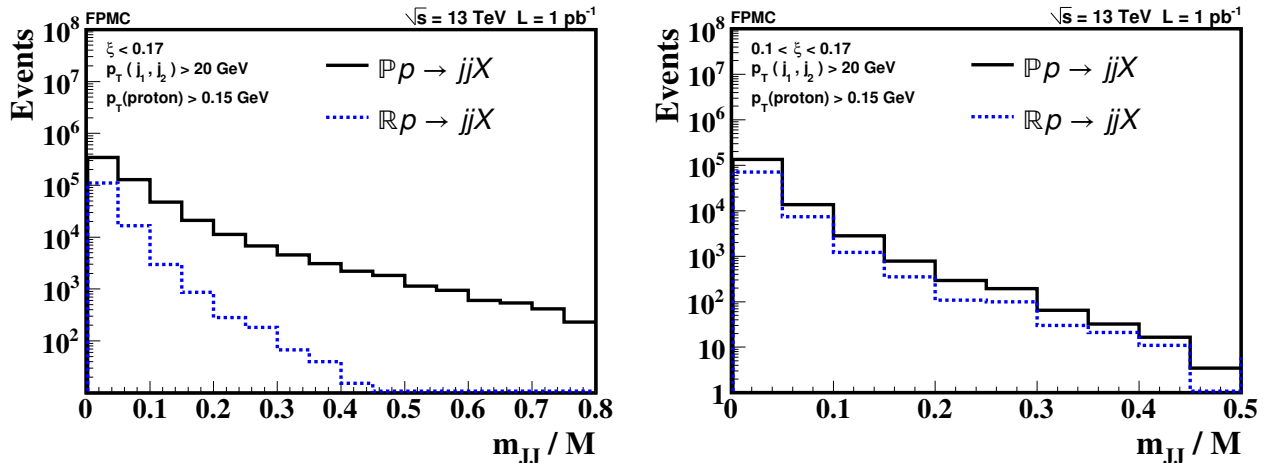 FPMC √s = 13 TeV L = 1 pb⁻¹
ξ < 0.17
p_T ( j_1 , j_2 ) > 20 GeV
p_T(proton) > 0.15 GeV
ℙp → jjX
ℝp → jjX
Events
10⁸
10⁷
10⁶
10⁵
10⁴
10³
10²
0 0.1 0.2 0.3 0.4 0.5 0.6 0.7 0.8
m_JJ / M
FPMC √s = 13 TeV L = 1 pb⁻¹
0.1 < ξ < 0.17
p_T ( j_1 , j_2 ) > 20 GeV
p_T(proton) > 0.15 GeV
ℙp → jjX
ℝp → jjX
Events
10⁸
10⁷
10⁶
10⁵
10⁴
10³
10²
10
1
0 0.1 0.2 0.3 0.4 0.5
m_JJ / M